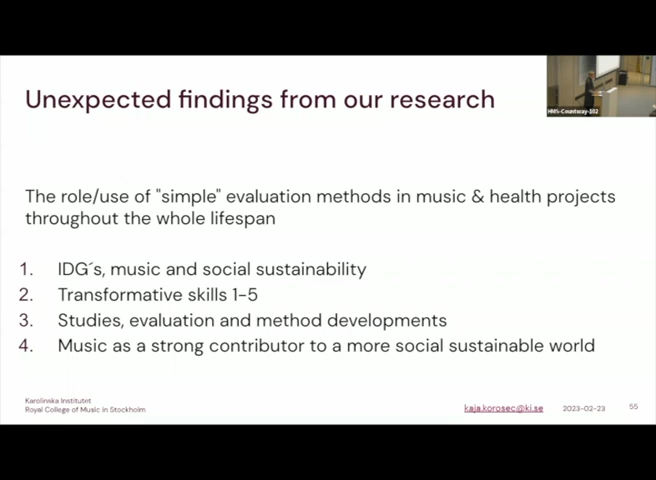 Unexpected findings from our research
HMS-Countway-102
The role/use of "simple" evaluation methods in music & health projects
throughout the whole lifespan
1. IDG´s, music and social sustainability
2. Transformative skills 1-5
3. Studies, evaluation and method developments
4. Music as a strong contributor to a more social sustainable world
Karolinska Institutet
Royal College of Music in Stockholm
kaja.korosec@ki.se 2023-02-23 55